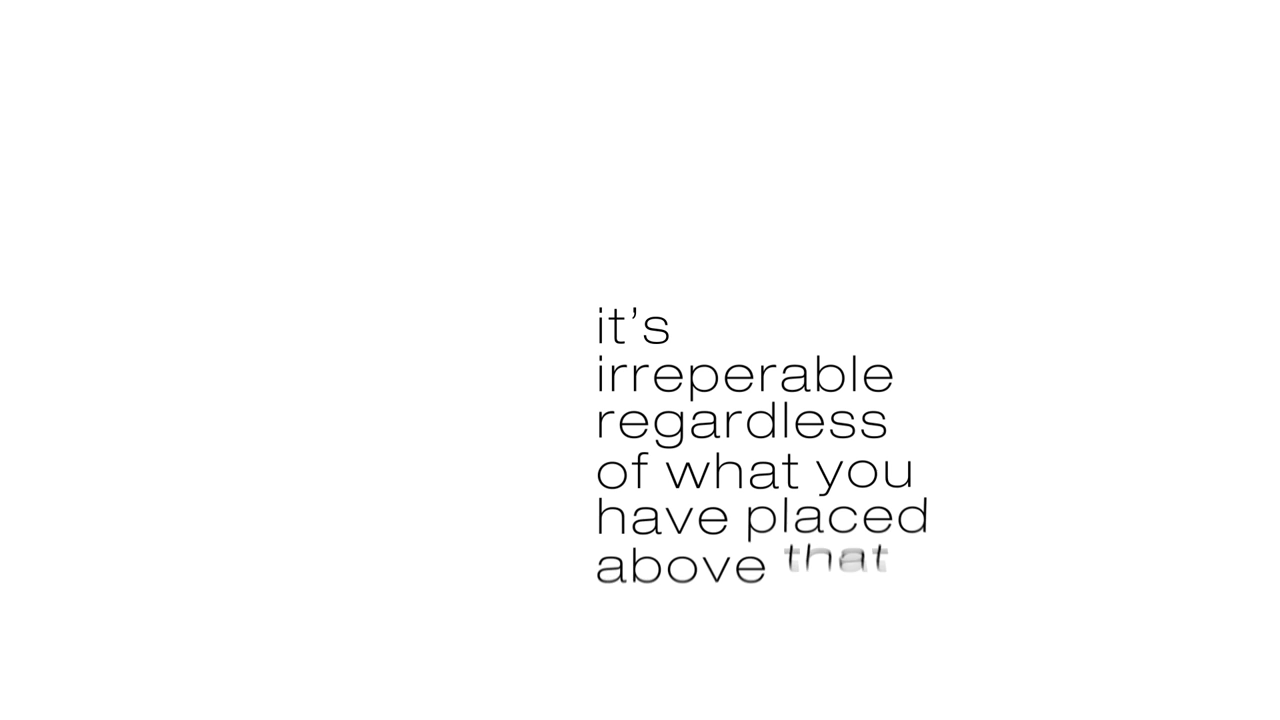 it’s
irreperable
regardless
of what you
have placed
above that